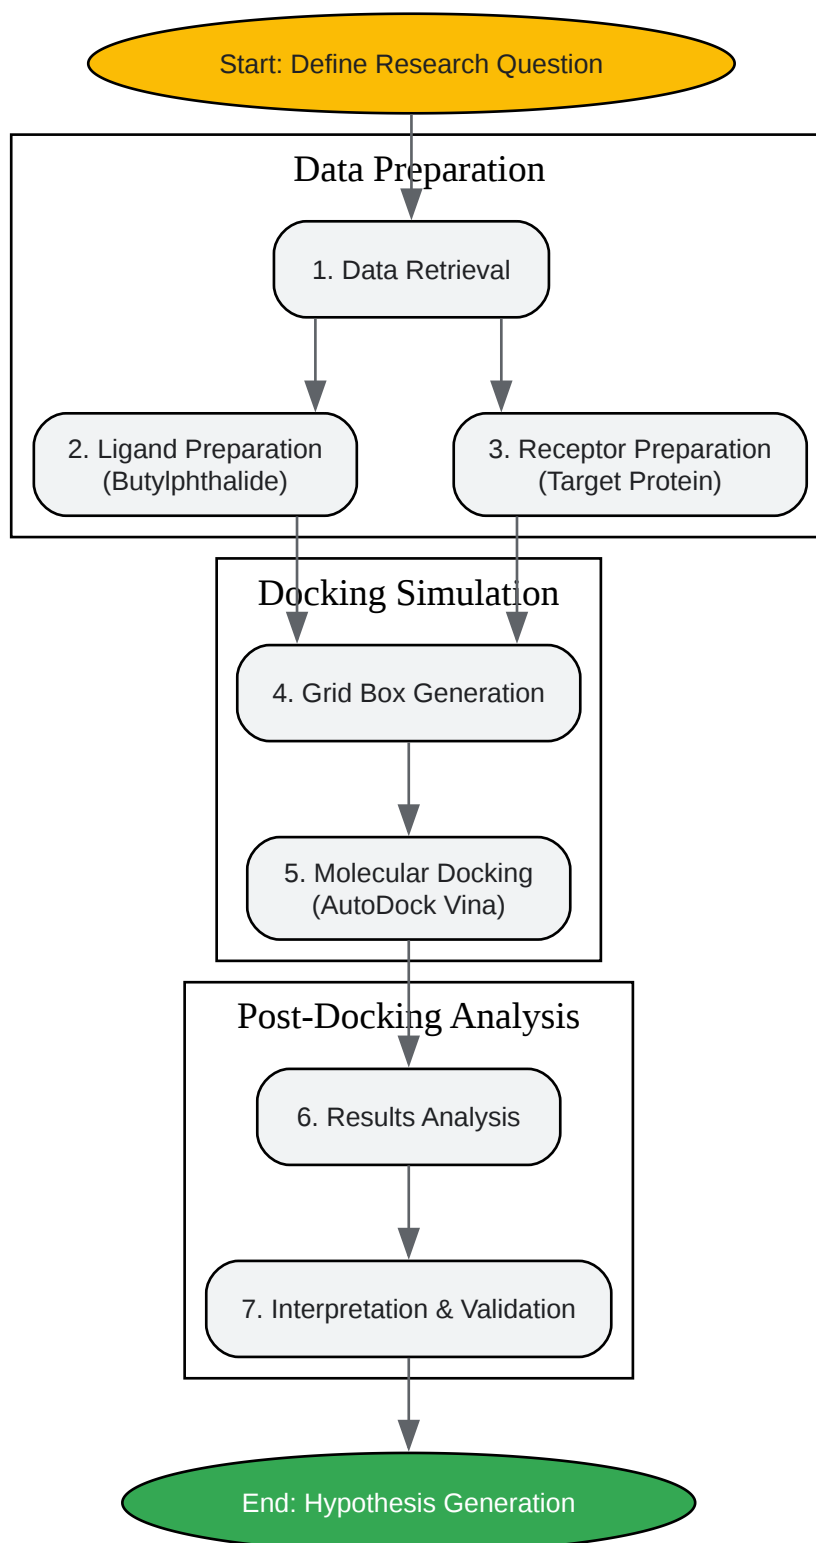 Start: Define Research Question
Data Preparation
1. Data Retrieval
2. Ligand Preparation
(Butylphthalide)
3. Receptor Preparation
(Target Protein)
Docking Simulation
4. Grid Box Generation
5. Molecular Docking
(AutoDock Vina)
Post-Docking Analysis
6. Results Analysis
7. Interpretation & Validation
End: Hypothesis Generation